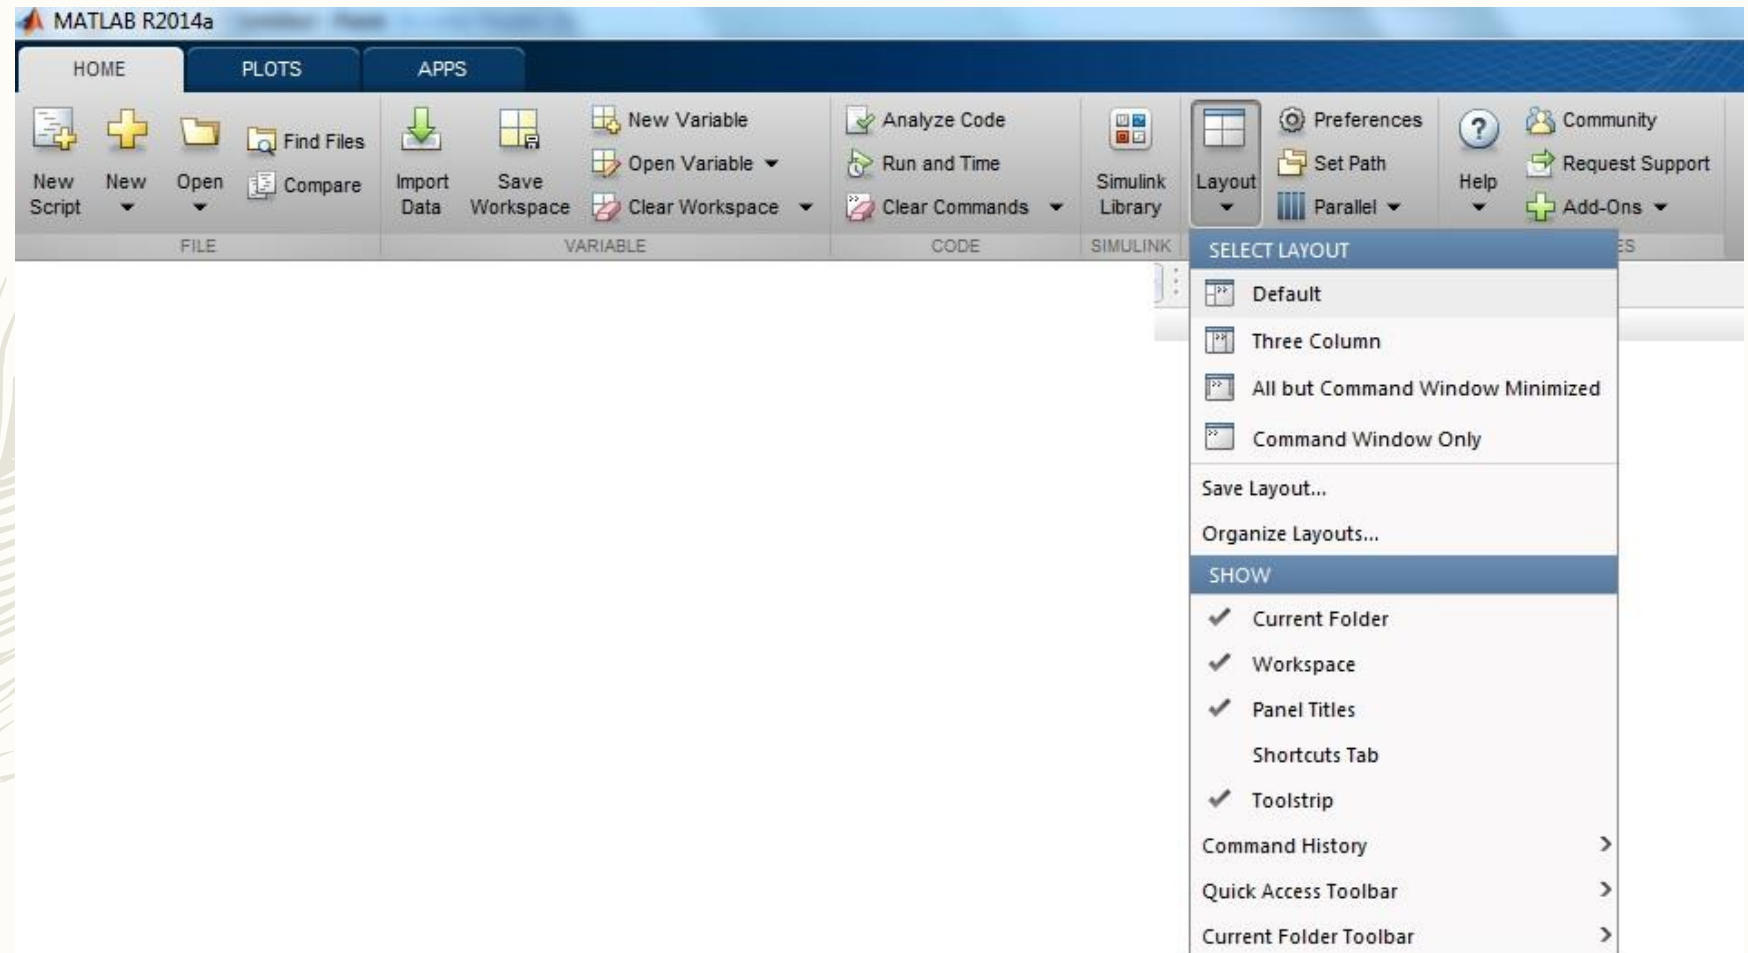 MATLAB R2014a
HOME PLOTS APPS
New Script
New
Open
Find Files
Compare
FILE
Import Data
Save Workspace
New Variable
Open Variable
Clear Workspace
VARIABLE
Analyze Code
Run and Time
Clear Commands
CODE
Simulink Library
SIMULINK
Layout
Preferences
Set Path
Parallel
Help
Community
Request Support
Add-Ons
SELECT LAYOUT
Default
Three Column
All but Command Window Minimized
Command Window Only
Save Layout...
Organize Layouts...
SHOW
Current Folder
Workspace
Panel Titles
Shortcuts Tab
Toolstrip
Command History
Quick Access Toolbar
Current Folder Toolbar